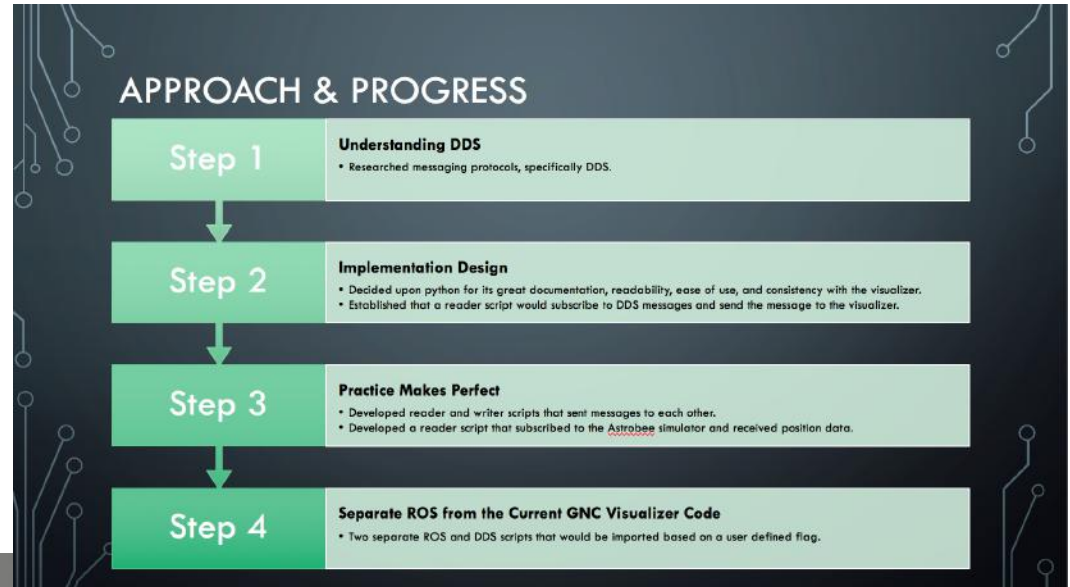 APPROACH & PROGRESS
Step 1
Understanding DDS
• Researched messaging protocols, specifically DDS.
Step 2
Implementation Design
• Decided upon python for its great documentation, readability, ease of use, and consistency with the visualizer.
• Established that a reader script would subscribe to DDS messages and send the message to the visualizer.
Step 3
Practice Makes Perfect
• Developed reader and writer scripts that sent messages to each other.
• Developed a reader script that subscribed to the Astrobee simulator and received position data.
Step 4
Separate ROS from the Current GNC Visualizer Code
• Two separate ROS and DDS scripts that would be imported based on a user defined flag.